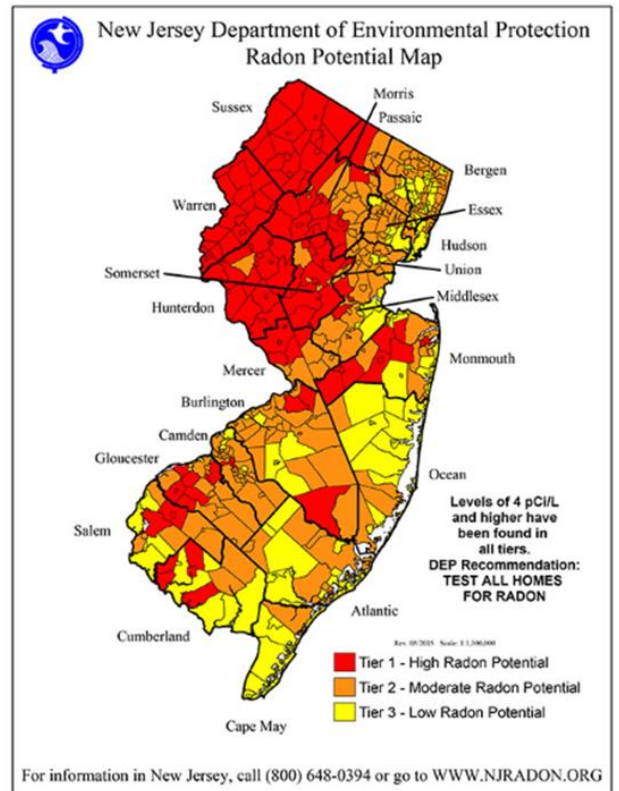 New Jersey Department of Environmental Protection
Radon Potential Map
Morris
Sussex
Passaic
Bergen
Warren
Essex
Hudson
Somerset
Union
Middlesex
Hunterdon
Monmouth
Mercer
Burlington
Camden
Gloucester
Ocean
Levels of 4 pCi/L
and higher have
been found in
all tiers.
DEP Recommendation:
TEST ALL HOMES
FOR RADON
Salem
Atlantic
Cumberland
Tier 1 - High Radon Potential
Tier 2 - Moderate Radon Potential
Tier 3 - Low Radon Potential
Cape May
For information in New Jersey, call (800) 648-0394 or go to WWW.NJRADON.ORG